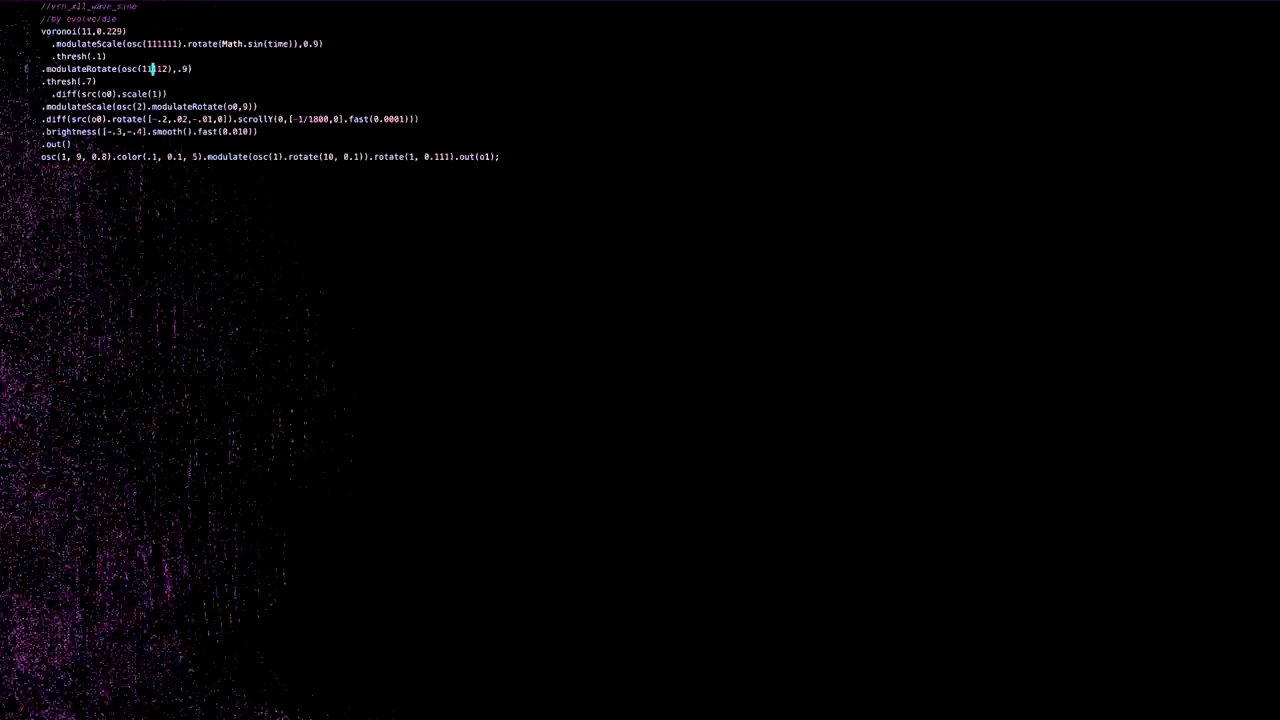 //vrn_x11_wave_sine
//by evolve/die
voronoi(11,0.229)
.modulateScale(osc(111111).rotate(Math.sin(time)),0.9)
.thresh(.1)
.modulateRotate(osc(11112),.9)
.thresh(.7)
.diff(src(o0).scale(1))
.modulateScale(osc(2).modulateRotate(o0,9))
.diff(src(o0).rotate([-.2,.02,-.01,0]).scrollY(0,[-1/1800,0].fast(0.0001)))
.brightness([-.3,-.4].smooth().fast(0.010))
.out()
osc(1, 9, 0.8).color(.1, 0.1, 5).modulate(osc(1).rotate(10, 0.1)).rotate(1, 0.111).out(o1);